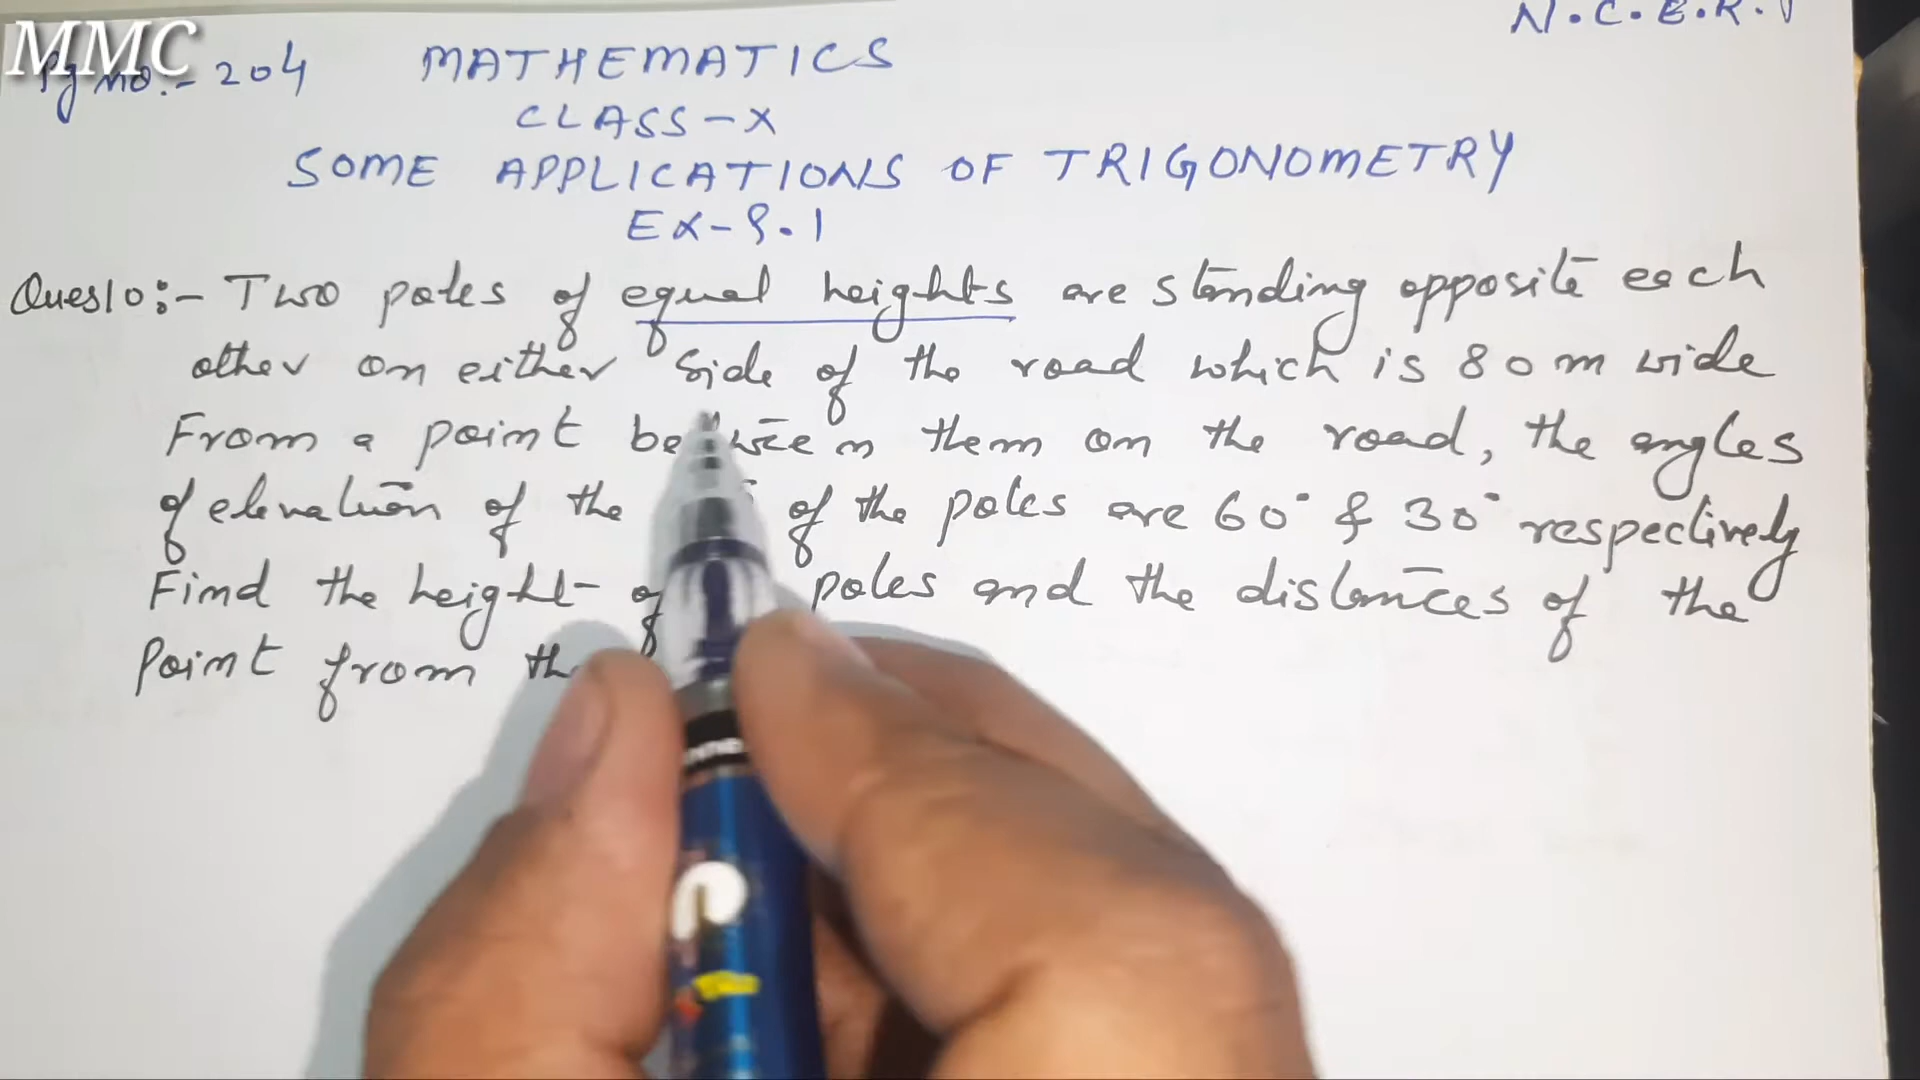 MMC
N.C.E.R.T
Pg no.- 204 MATHEMATICS
CLASS-X
SOME APPLICATIONS OF TRIGONOMETRY
EX-9.1
Ques10:- Two poles of equal heights are standing opposite each
other on either side of the road which is 80 m wide
From a point between them on the road, the angles
of elevation of the of the poles are 60° & 30° respectively
Find the height of poles and the distances of the
Point from